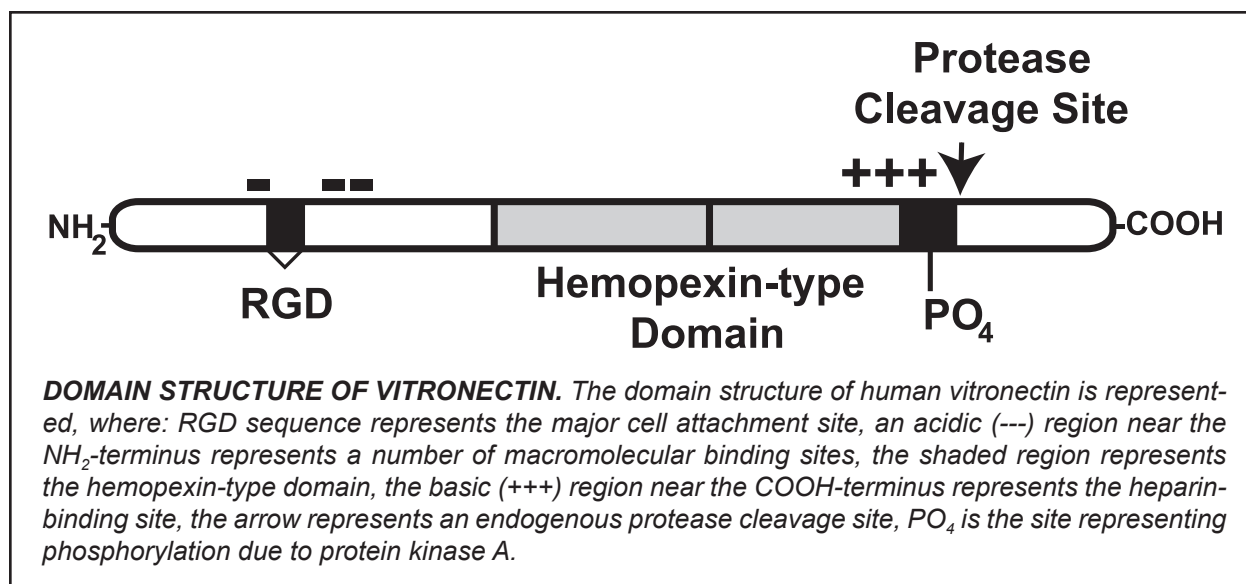 Protease
Cleavage Site
--- +++
NH2 COOH
RGD
Hemopexin-type
Domain
PO4
DOMAIN STRUCTURE OF VITRONECTIN. The domain structure of human vitronectin is represent-
ed, where: RGD sequence represents the major cell attachment site, an acidic (---) region near the
NH2-terminus represents a number of macromolecular binding sites, the shaded region represents
the hemopexin-type domain, the basic (+++) region near the COOH-terminus represents the heparin-
binding site, the arrow represents an endogenous protease cleavage site, PO4 is the site representing
phosphorylation due to protein kinase A.